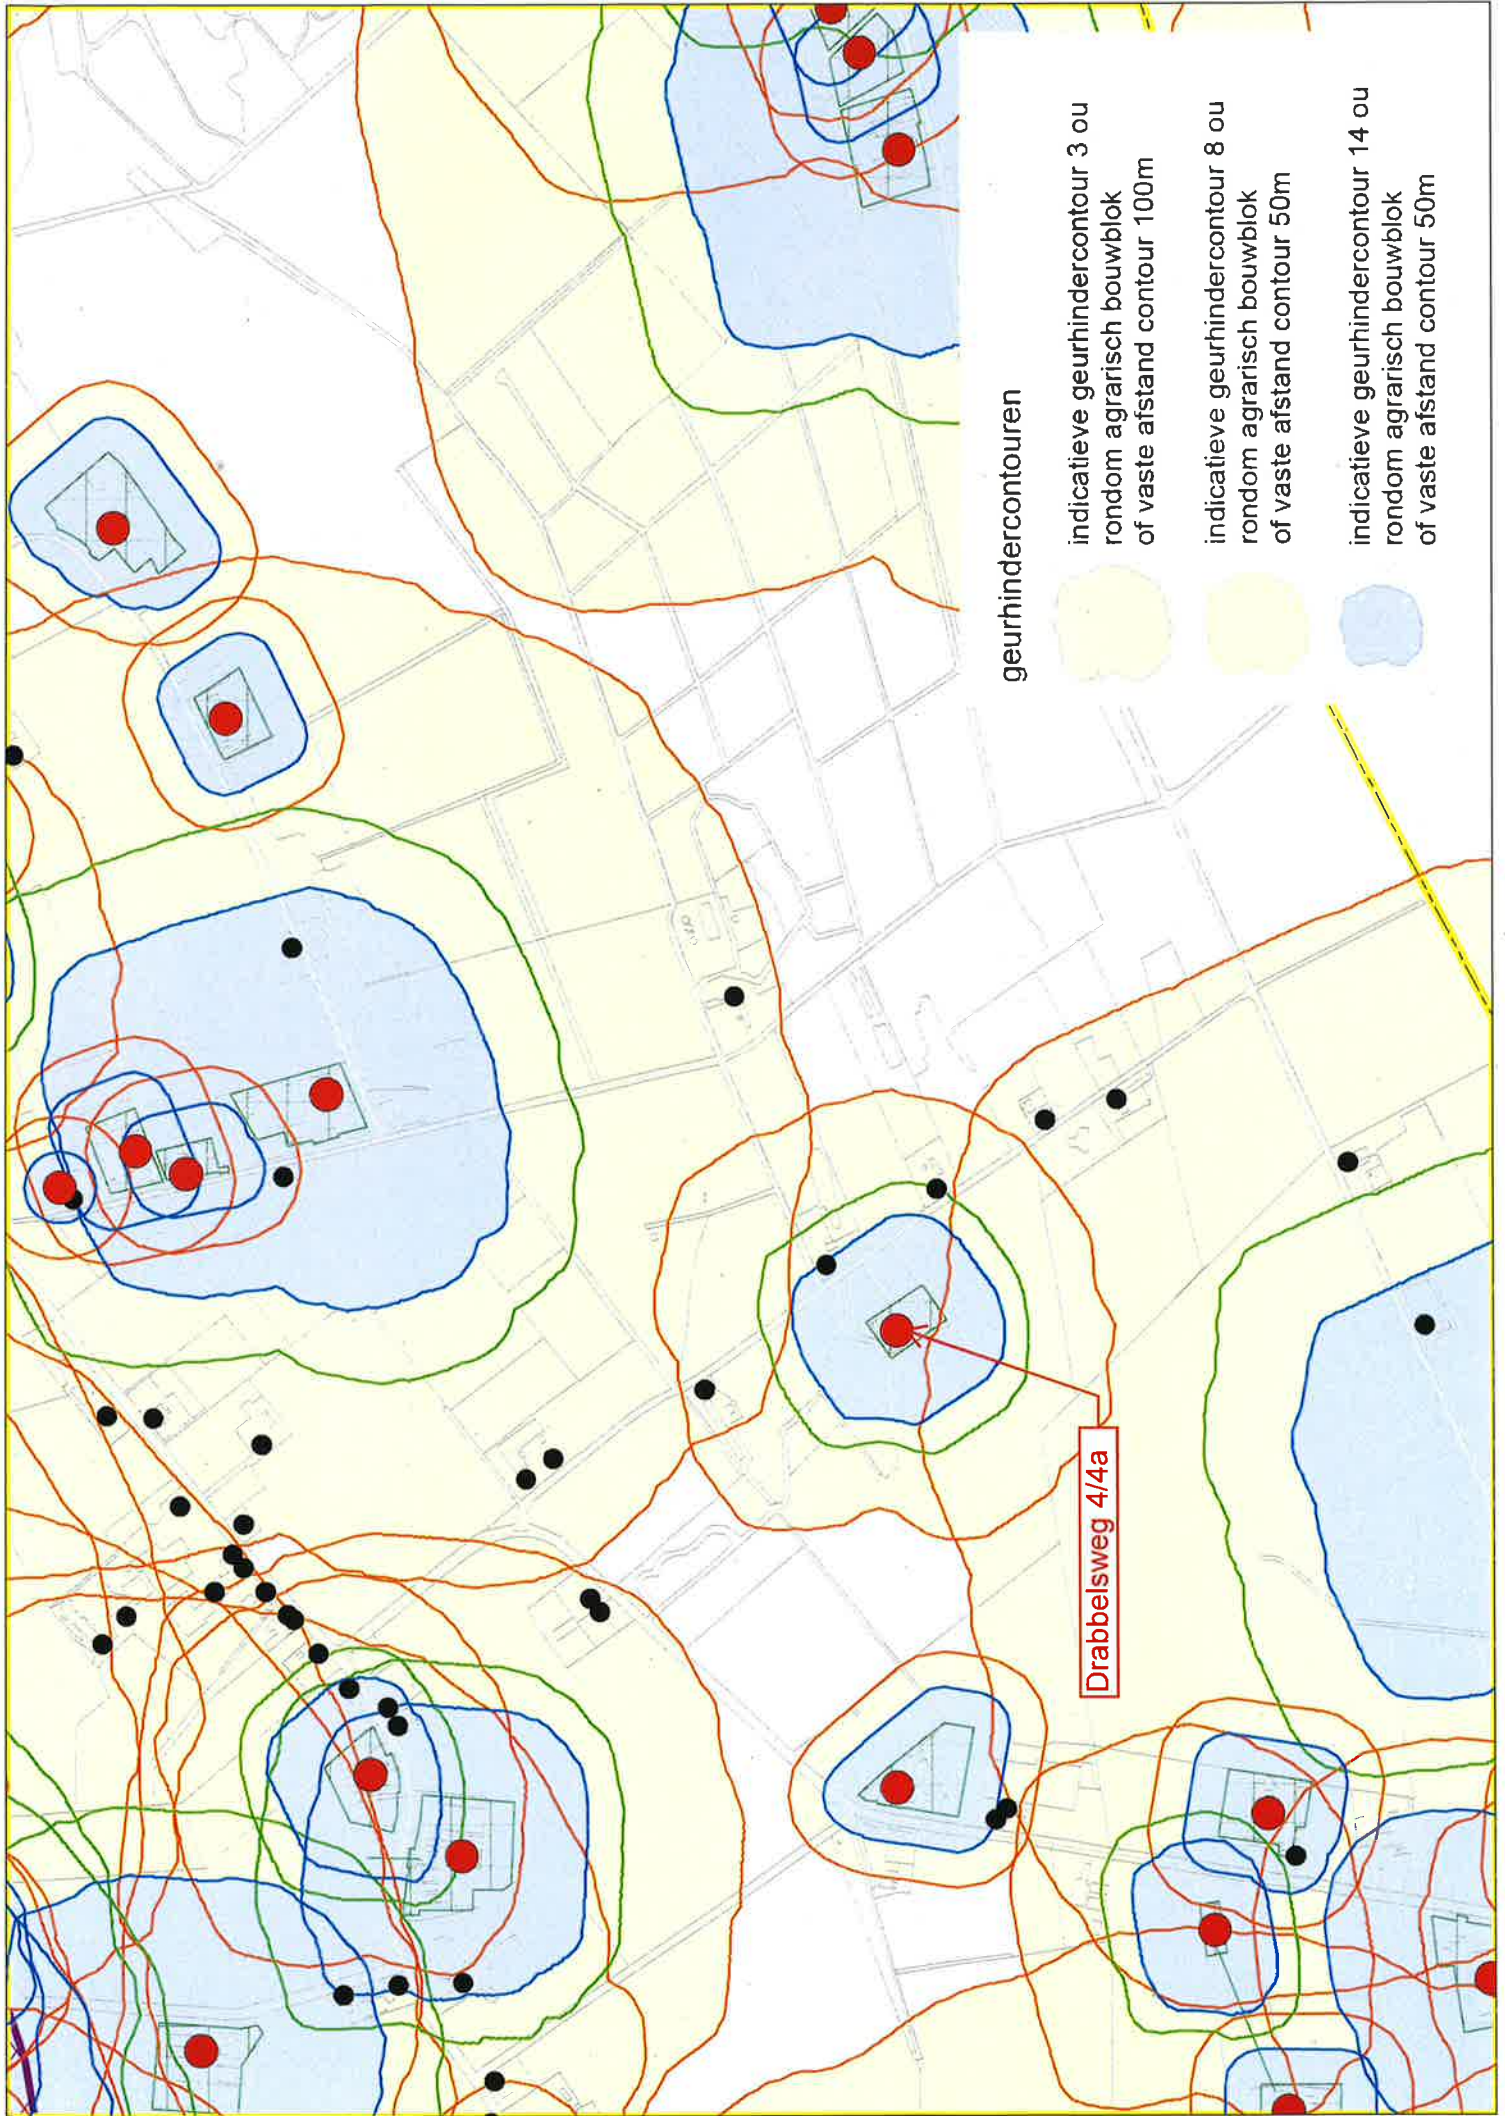 geurhindercontouren
indicatieve geurhindercontour 3 ou
rondom agrarisch bouwblok
of vaste afstand contour 100m
indicatieve geurhindercontour 8 ou
rondom agrarisch bouwblok
of vaste afstand contour 50m
indicatieve geurhindercontour 14 ou
rondom agrarisch bouwblok
of vaste afstand contour 50m
Drabbelsweg 4/4a